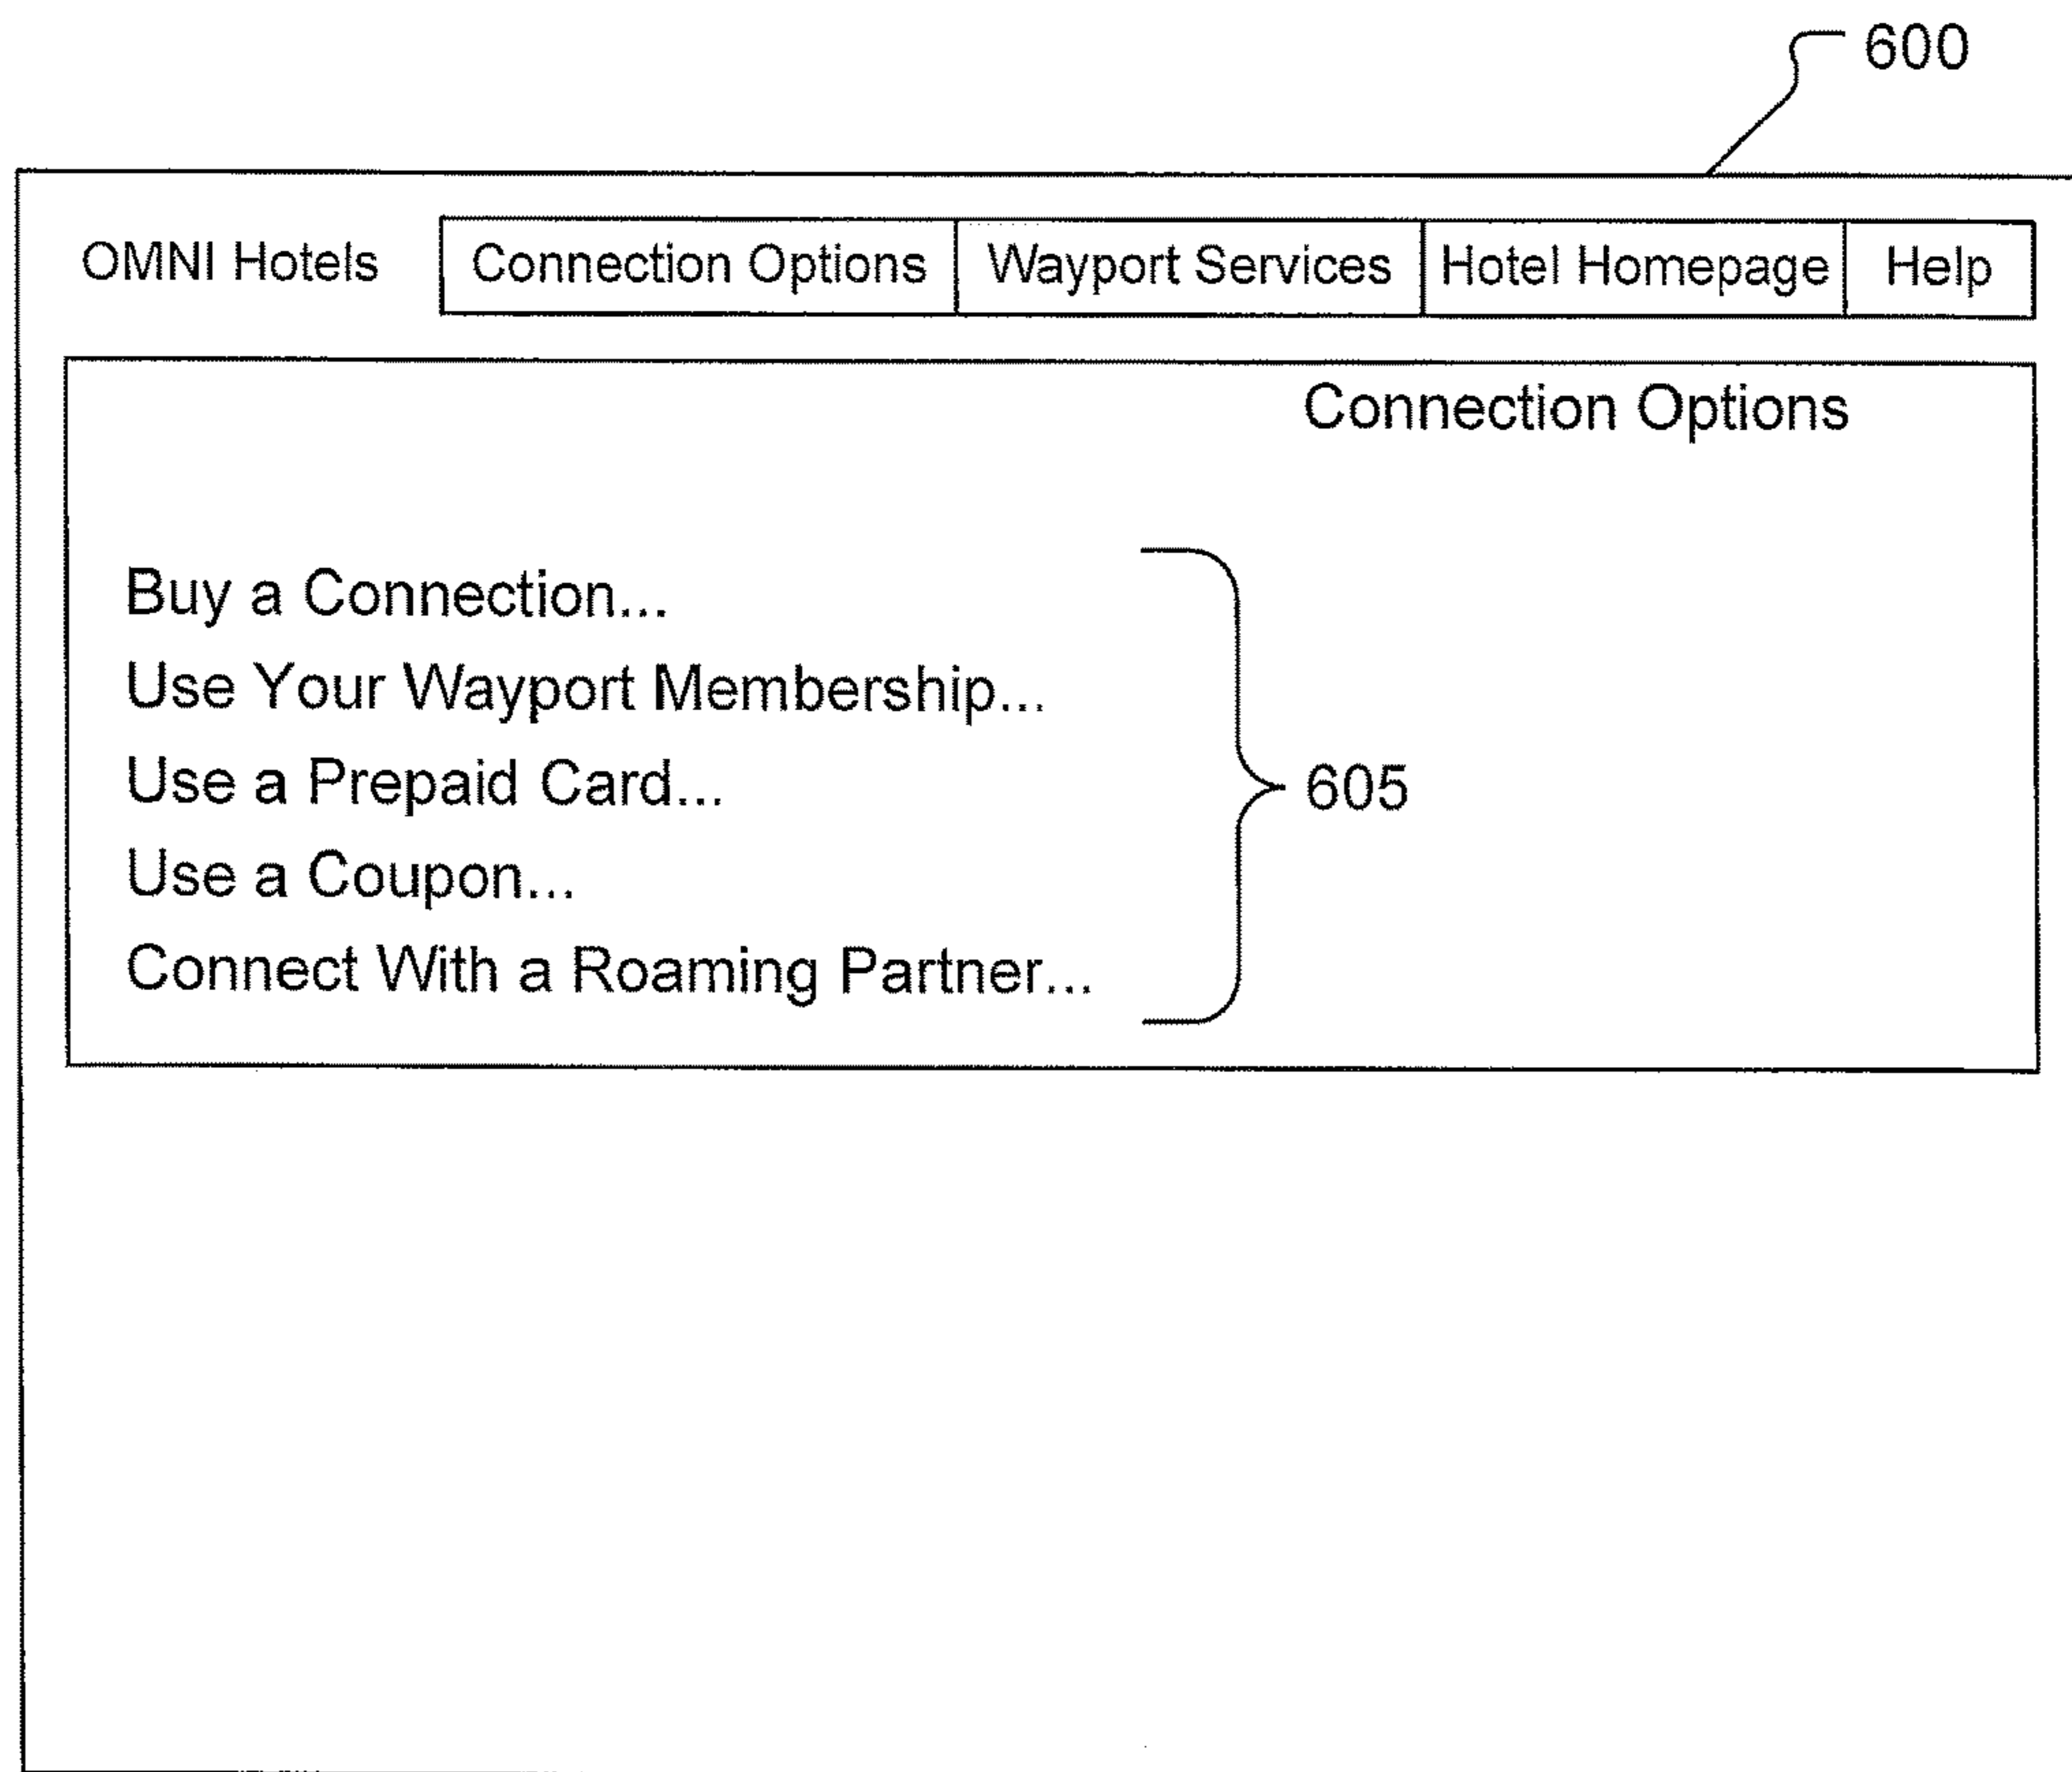 600
OMNI Hotels Connection Options Wayport Services Hotel Homepage Help
Connection Options
Buy a Connection...
Use Your Wayport Membership...
Use a Prepaid Card...
605
Use a Coupon...
Connect With a Roaming Partner...